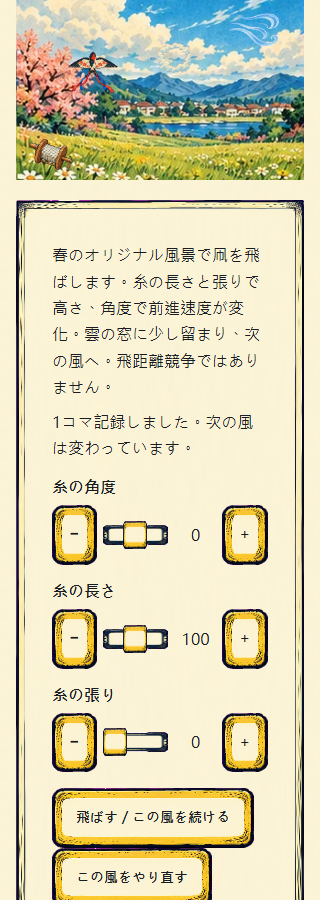 春のオリジナル風景で凧を飛
ばします。糸の長さと張りで
高さ、角度で前進速度が変
化。雲の窓に少し留まり、次
の風へ。飛距離競争ではあり
ません。
1コマ記録しました。次の風
は変わっています。
糸の角度
- 0 +
糸の長さ
- 100 +
糸の張り
- 0 +
飛ばす / この風を続ける
この風をやり直す